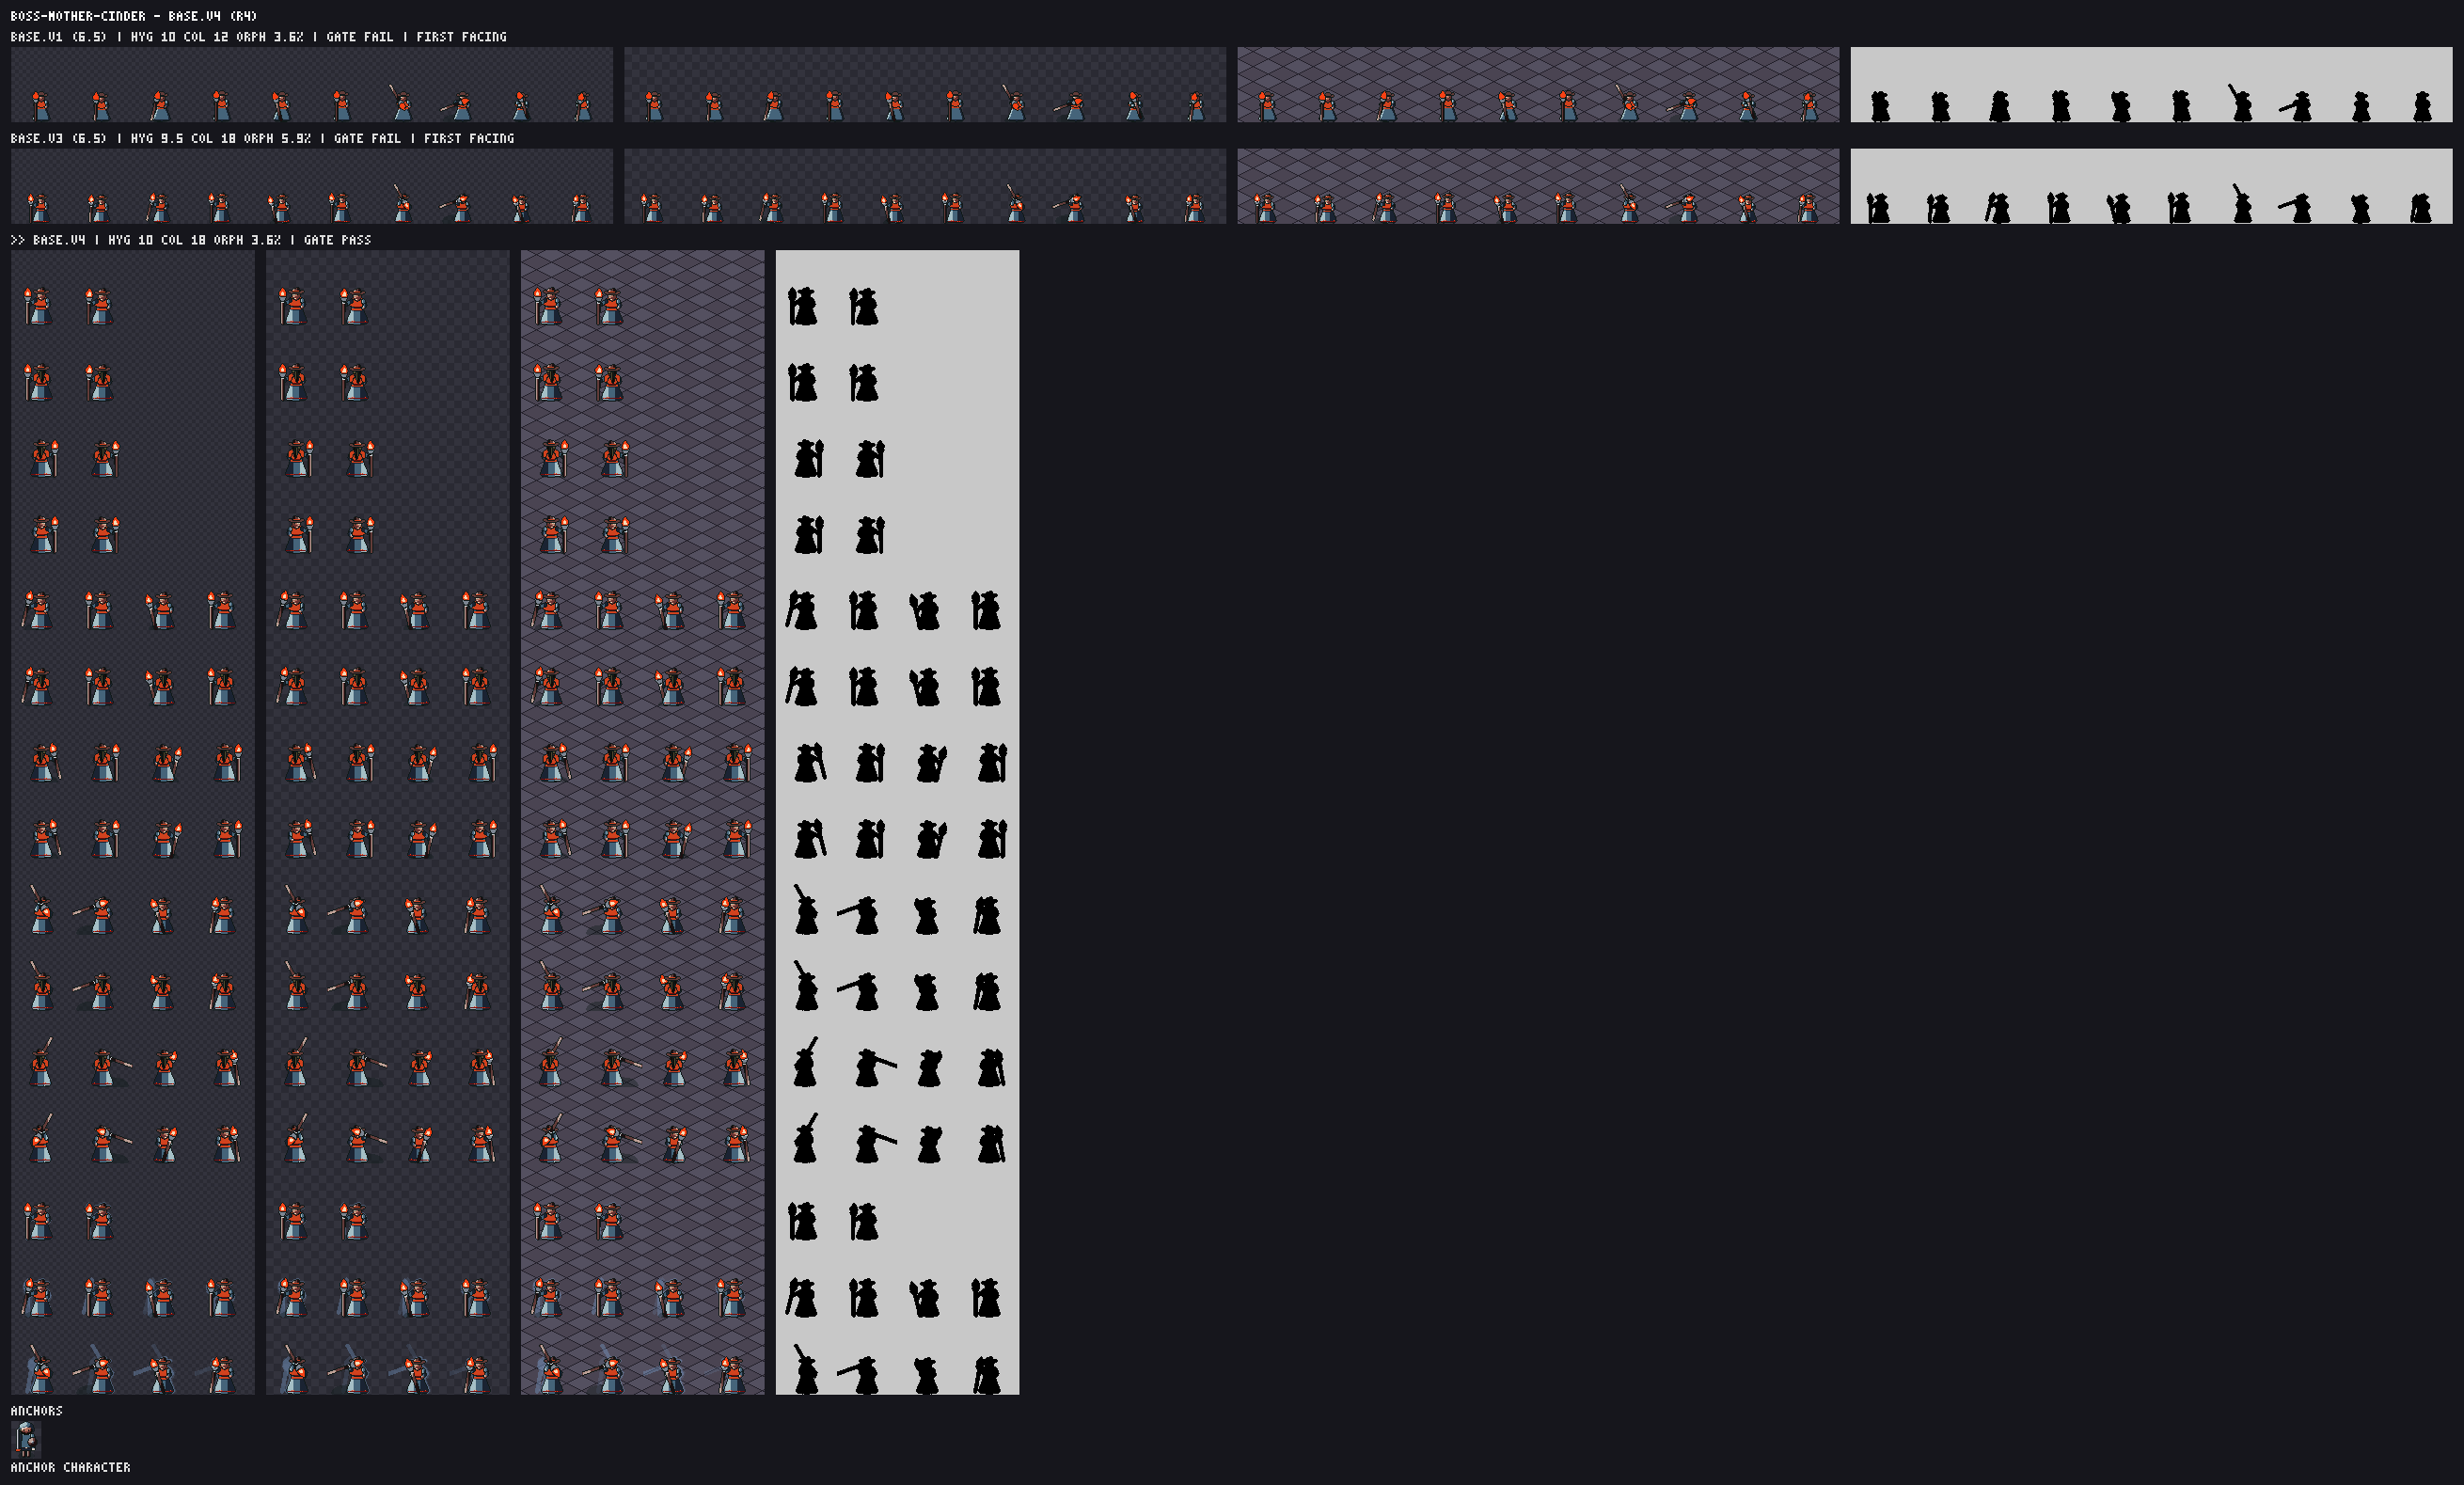 BOSS-MOTHER-CINDER - BASE.V4 (R4)
BASE.V1 (6.5) | HYG 10 COL 12 ORPH 3.6% | GATE FAIL | FIRST FACING
BASE.V3 (6.5) | HYG 9.5 COL 18 ORPH 5.9% | GATE FAIL | FIRST FACING
>> BASE.V4 | HYG 10 COL 18 ORPH 3.6% | GATE PASS
ANCHORS
ANCHOR CHARACTER